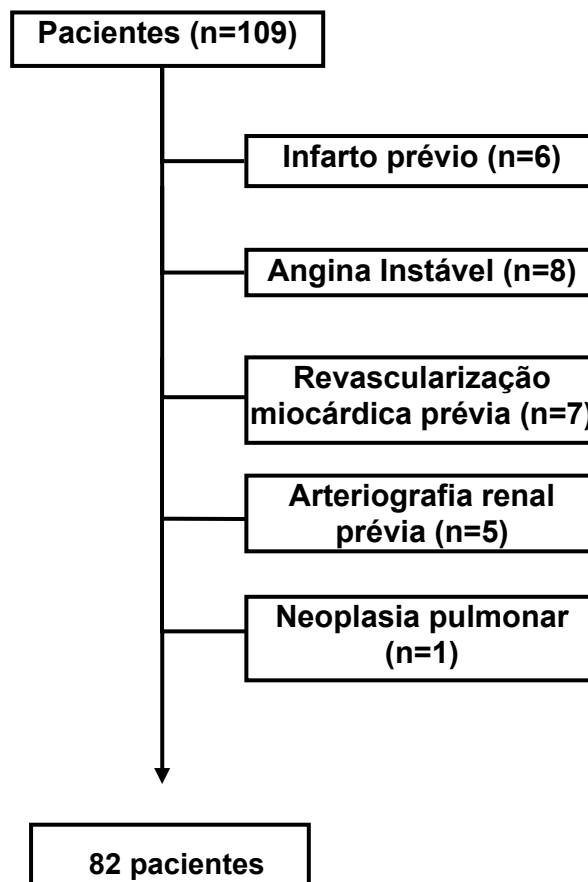 Pacientes (n=109)
Infarto prévio (n=6)
Angina Instável (n=8)
Revascularização
miocárdica prévia (n=7)
Arteriografia renal
prévia (n=5)
Neoplasia pulmonar
(n=1)
82 pacientes